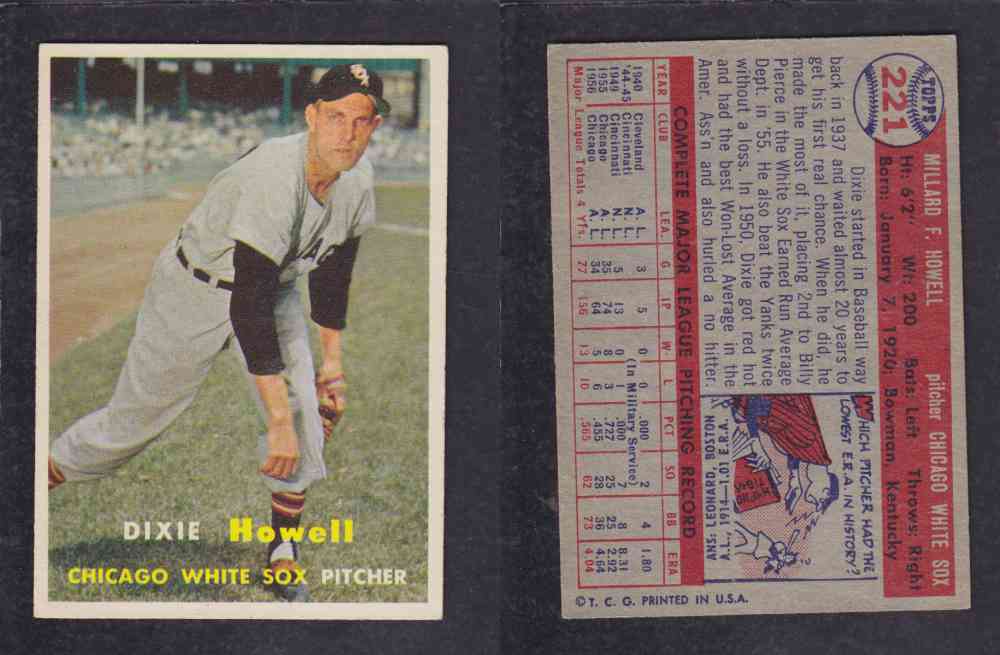 DIXIE Howell
CHICAGO WHITE SOX PITCHER
TOPPS
221
MILLARD F. HOWELL pitcher CHICAGO WHITE SOX
Ht: 6'2" Wt: 200 Bats: Left Throws: Right
Born: January 7, 1920; Bowman, Kentucky
Dixie started in Baseball way
back in 1937 and waited almost 20 years to
get his first real chance. When he did, he
made the most of it, placing 2nd to Billy
Pierce in the White Sox Earned Run Average
Dept. in '55. He also beat the Yanks twice
without a loss. In 1950, Dixie got red hot
and had the best Won-Lost Average in the
Amer. Ass'n and also hurled a no hitter.
WHICH PITCHER HAD THE
LOWEST E.R.A. IN HISTORY?
ANS: LEONARD, BOSTON
A.L., 1914—1.01 E.R.A.
COMPLETE MAJOR LEAGUE PITCHING RECORD
YEAR CLUB LEA. G IP W L PCT SO BB ERA
1940 Cleveland A. L. 3 5 0 0 .000 2 4 1.80
'44-45 Cincinnati N. L. (In Military Service)
1949 Cincinnati N. L. 5 13 0 1 .000 7 8 8.31
1955 Chicago A. L. 35 74 8 3 .727 25 25 2.92
1956 Chicago A. L. 34 64 5 6 .455 28 36 4.64
Major League Totals 4 Yrs. 77 156 13 10 .565 62 73 4.04
© T. C. G. PRINTED IN U.S.A.